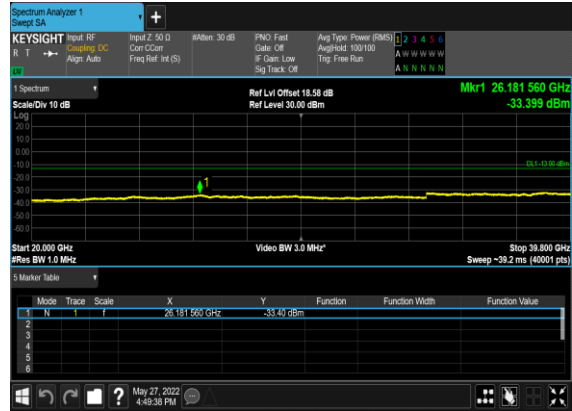 Spectrum Analyzer 1
Swept SA
+
KEYSIGHT
R T
Input: RF
Coupling: DC
Align: Auto
Input Z: 50 Ω
Corr CCorr
Freq Ref: Int (S)
#Atten: 30 dB
PNO: Fast
Gate: Off
IF Gain: Low
Sig Track: Off
Avg Type: Power (RMS)
Avg|Hold: 100/100
Trig: Free Run
1 2 3 4 5 6
A W W W W W
A N N N N N
1 Spectrum
Scale/Div 10 dB
Ref Lvl Offset 18.58 dB
Ref Level 30.00 dBm
Mkr1 26.181 560 GHz
-33.399 dBm
Log
20.0
10.0
0.00
-10.0
-20.0
-30.0
-40.0
-50.0
-60.0
DL1 -13.00 dBm
1
Start 20.000 GHz
#Res BW 1.0 MHz
Video BW 3.0 MHz*
Stop 39.800 GHz
Sweep ~39.2 ms (40001 pts)
5 Marker Table
Mode Trace Scale X Y Function Function Width Function Value
1 N 1 f 26.181 560 GHz -33.40 dBm
2
3
4
5
6
?
May 27, 2022
4:49:38 PM